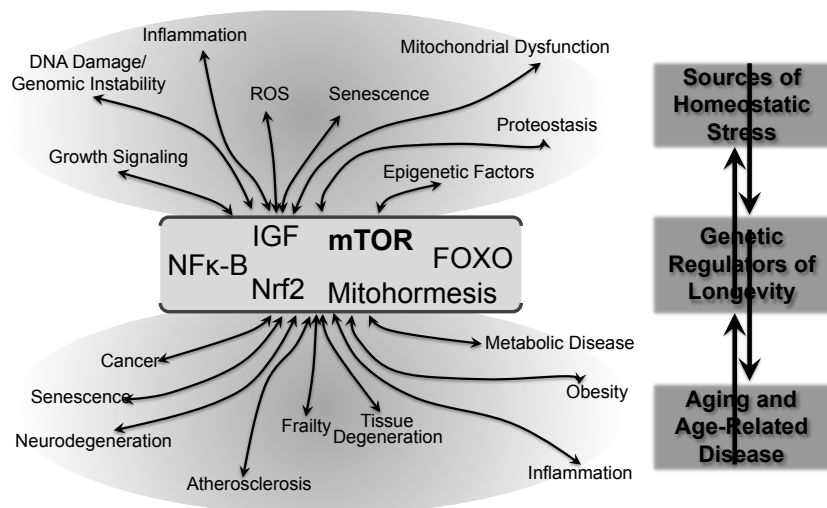 Inflammation
DNA Damage/
Genomic Instability
ROS
Senescence
Mitochondrial Dysfunction
Proteostasis
Growth Signaling
Epigenetic Factors
IGF
mTOR
NFκ-B
FOXO
Nrf2
Mitohormesis
Cancer
Metabolic Disease
Senescence
Obesity
Neurodegeneration
Frailty
Tissue
Degeneration
Atherosclerosis
Inflammation
Sources of
Homeostatic
Stress
Genetic
Regulators of
Longevity
Aging and
Age-Related
Disease